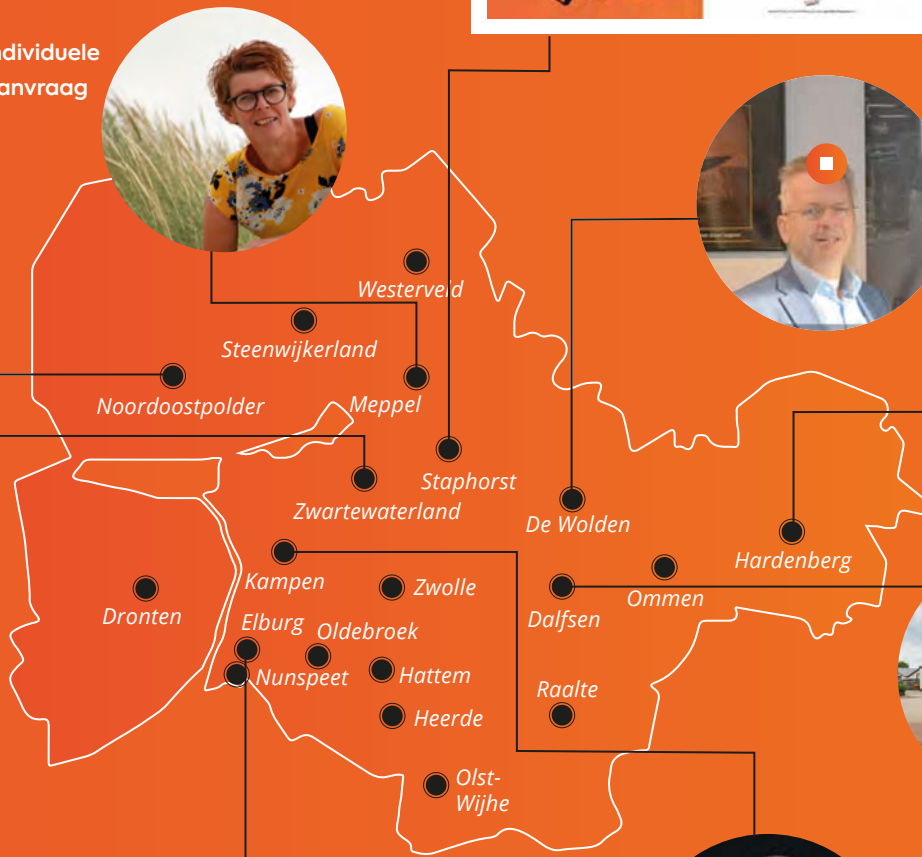 ndividuele
anvraag
Westerveld
Steenwijkerland
Noordoostpolder
Meppel
Staphorst
Zwartewaterland
De Wolden
Hardenberg
Kampen
Zwolle
Ommen
Dronten
Dalfsen
Elburg
Oldebroek
Nunspeet
Hattem
Raalte
Heerde
Olst-
Wijhe